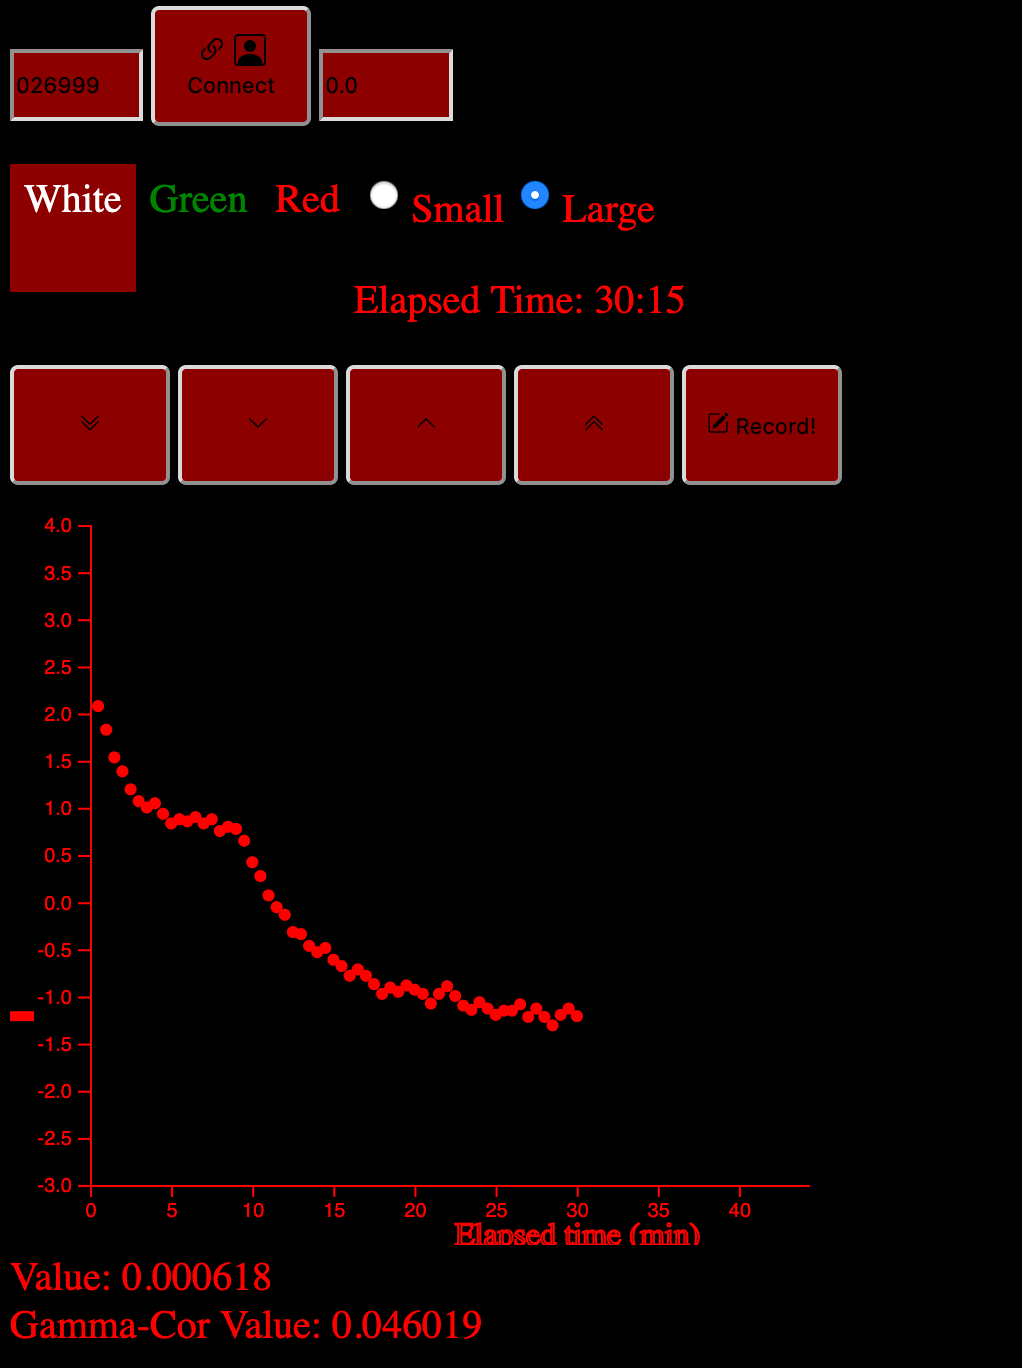 026999 Connect 0.0
White Green Red Small Large
Elapsed Time: 30:15
Record!
4.0
3.5
3.0
2.5
2.0
1.5
1.0
0.5
0.0
-0.5
-1.0
-1.5
-2.0
-2.5
-3.0
0 5 10 15 20 25 30 35 40
Elapsed time (min)
Value: 0.000618
Gamma-Cor Value: 0.046019